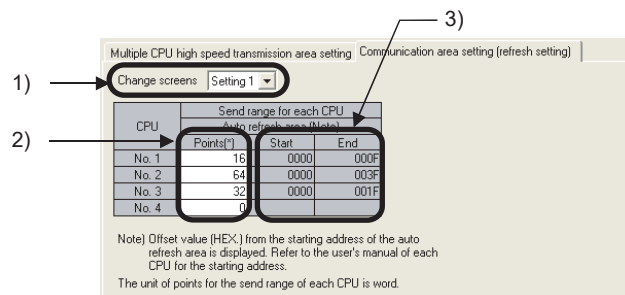 3)
Multiple CPU high speed transmission area setting Communication area setting (refresh setting)
1)
Change screens Setting 1
2)
CPU
Send range for each CPU
Auto refresh area (Note)
Points(*) Start End
No. 1 16 0000 000F
No. 2 64 0000 003F
No. 3 32 0000 001F
No. 4 0
Note) Offset value (HEX.) from the starting address of the auto
refresh area is displayed. Refer to the user's manual of each
CPU for the starting address.
The unit of points for the send range of each CPU is word.